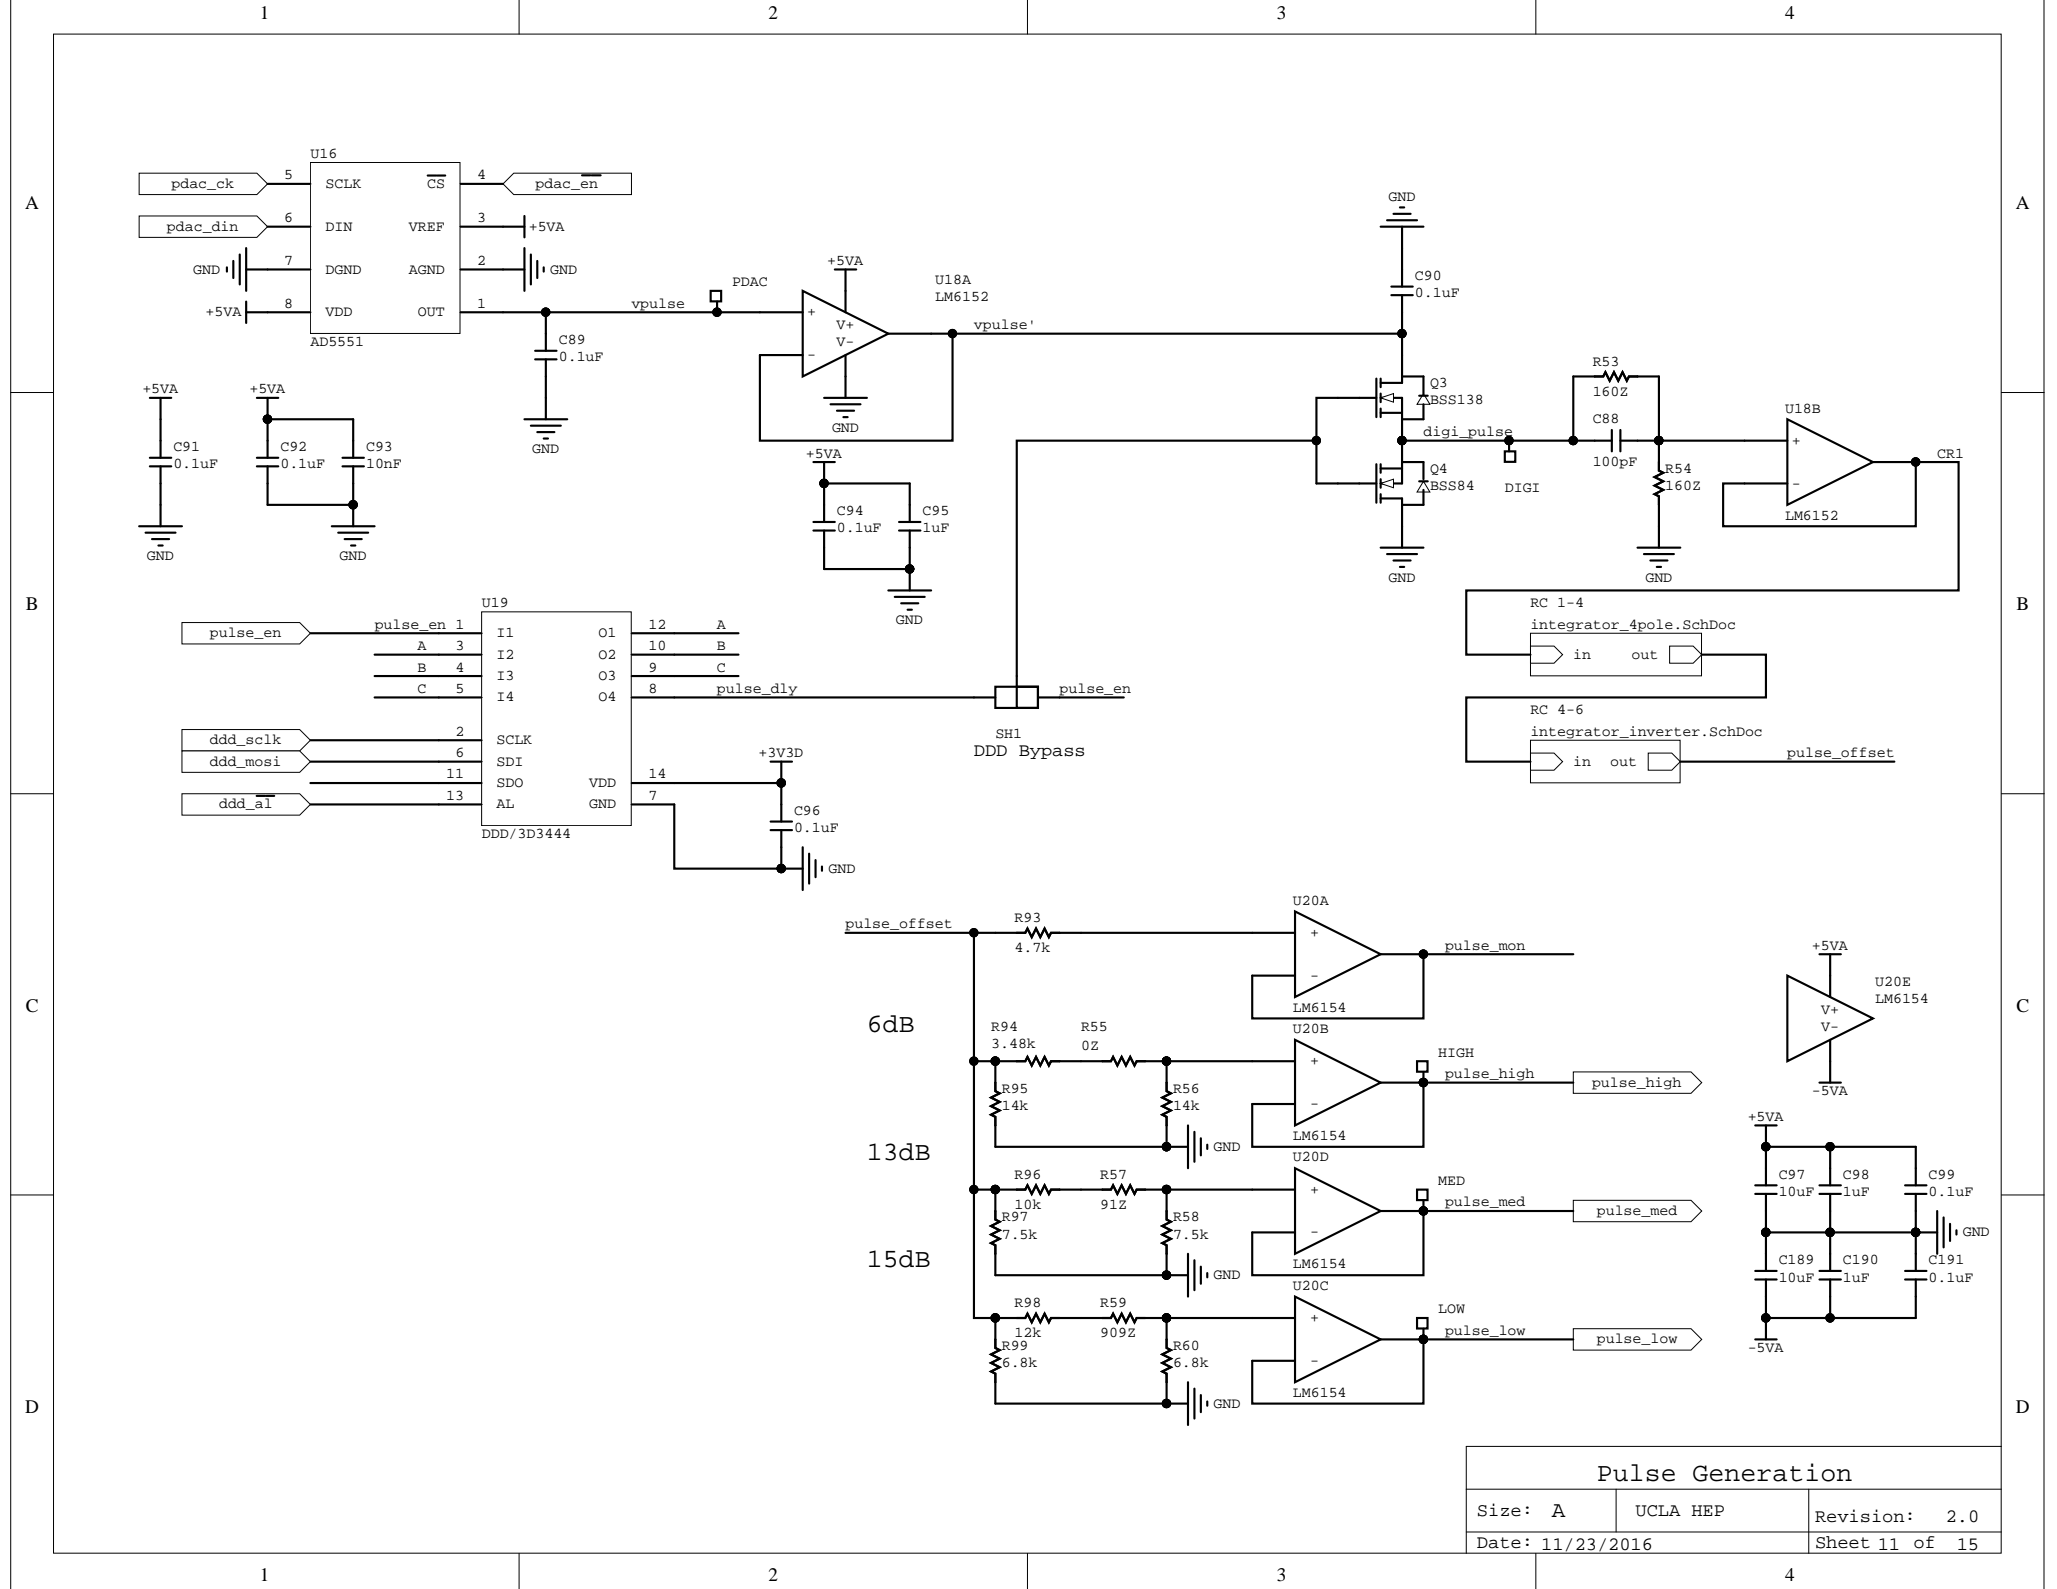 1 2 3 4
A A
B B
C C
D D
U16
pdac_ck 5 SCLK CS 4 pdac_en
pdac_din 6 DIN VREF 3 +5VA
GND 7 DGND AGND 2 GND
+5VA 8 VDD OUT 1
AD5551
vpulse
PDAC
C89
0.1uF
GND
+5VA
V+
V-
GND
U18A
LM6152
vpulse'
GND
C90
0.1uF
+5VA
C91
0.1uF
GND
+5VA
C92
0.1uF
C93
10nF
GND
+5VA
C94
0.1uF
C95
1uF
GND
Q3
BSS138
digi_pulse
Q4
BSS84
GND
DIGI
R53
160Z
C88
100pF
R54
160Z
GND
U18B
LM6152
CR1
U19
pulse_en pulse_en 1 I1 O1 12 A
A 3 I2 O2 10 B
B 4 I3 O3 9 C
C 5 I4 O4 8 pulse_dly
ddd_sclk 2 SCLK
ddd_mosi 6 SDI
11 SDO VDD 14
ddd_al 13 AL GND 7
DDD/3D3444
+3V3D
C96
0.1uF
GND
pulse_en
SH1
DDD Bypass
RC 1-4
integrator_4pole.SchDoc
in out
RC 4-6
integrator_inverter.SchDoc
in out
pulse_offset
pulse_offset
R93
4.7k
U20A
LM6154
pulse_mon
6dB
R94
3.48k
R55
0Z
R95
14k
R56
14k
GND
U20B
LM6154
HIGH
pulse_high
pulse_high
13dB
R96
10k
R57
91Z
R97
7.5k
R58
7.5k
GND
U20D
LM6154
MED
pulse_med
pulse_med
15dB
R98
12k
R59
909Z
R99
6.8k
R60
6.8k
GND
U20C
LM6154
LOW
pulse_low
pulse_low
+5VA
V+
V-
-5VA
U20E
LM6154
+5VA
C97
10uF
C98
1uF
C99
0.1uF
GND
C189
10uF
C190
1uF
C191
0.1uF
-5VA
Pulse Generation
Size: A UCLA HEP Revision: 2.0
Date: 11/23/2016 Sheet 11 of 15
1 2 3 4